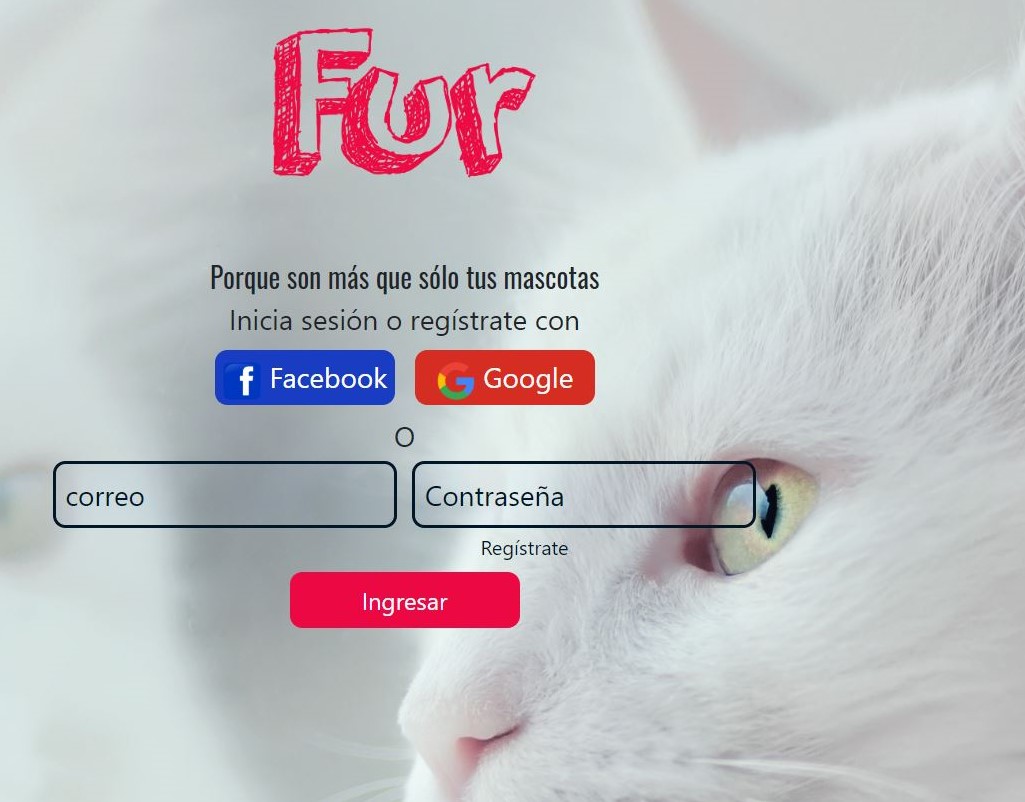 Fur
Porque son más que sólo tus mascotas
Inicia sesión o regístrate con
Facebook Google
O
correo Contraseña
Regístrate
Ingresar